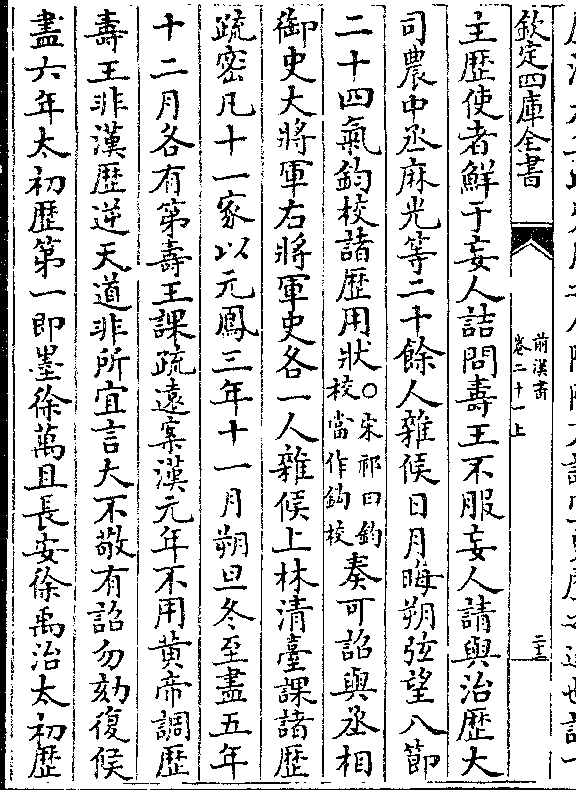 欽定四庫全書
前漢書
卷二十一上
主歴使者鮮于妄人詰問壽王不服妄人請與治歴大
司農中丞麻光等二十餘人雜候日月晦朔弦望八節
二十四氣鈞校諸歴用狀○宋祁曰鈞校當作鉤校奏可詔與丞相
御史大將軍右將軍史各一人雜候上林清臺課諸歴
疏密凡十一家以元鳳三年十一月朔旦冬至盡五年
十二月各有第壽王課疏遠案漢元年不用黄帝調歴
壽王非漢歴逆天道非所宜言大不敬有詔勿劾復候
盡六年太初歴第一即墨徐萬且長安徐禹治太初歴